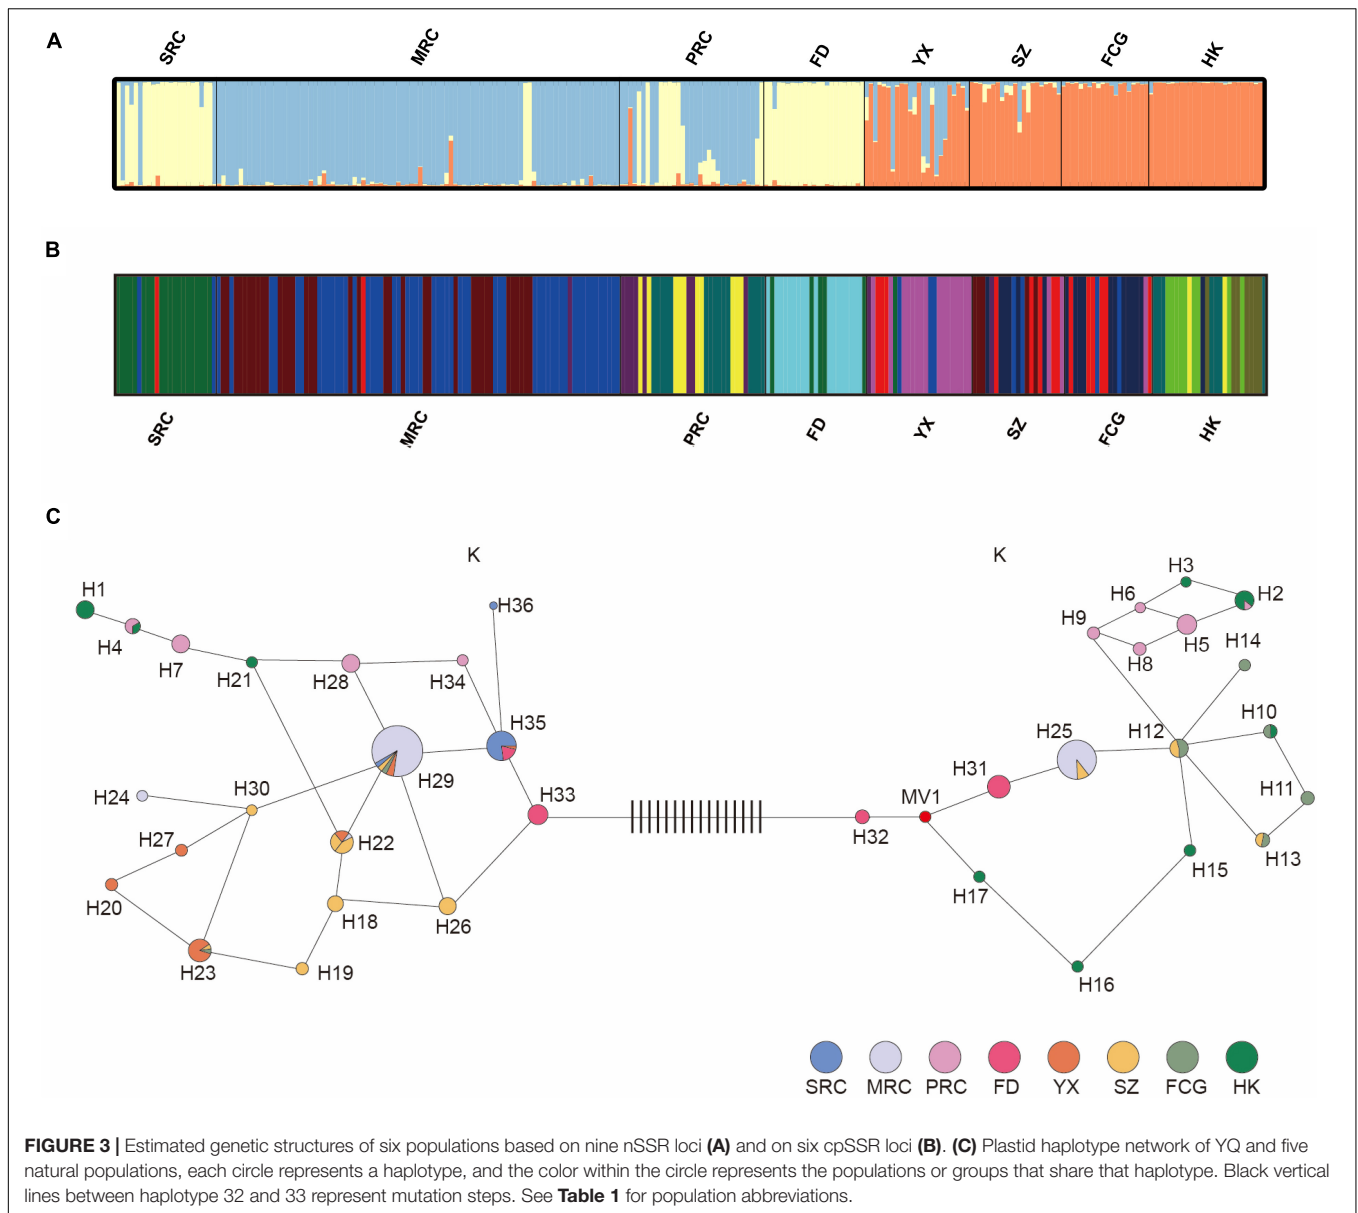 A
SRC MRC PRC FD YX SZ FCG HK
B
SRC MRC PRC FD YX SZ FCG HK
C
K K
H1 H36 H3
H6 H2
H4 H9 H5
H7 H21 H28 H34 H8 H14
H35 H25 H12 H10
H29 H31
H24 H30 H33 MV1 H11
H27 H22 H32 H13
H20 H18 H26 H17 H15
H23 H19 H16
SRC MRC PRC FD YX SZ FCG HK
FIGURE 3 | Estimated genetic structures of six populations based on nine nSSR loci (A) and on six cpSSR loci (B). (C) Plastid haplotype network of YQ and five
natural populations, each circle represents a haplotype, and the color within the circle represents the populations or groups that share that haplotype. Black vertical
lines between haplotype 32 and 33 represent mutation steps. See Table 1 for population abbreviations.